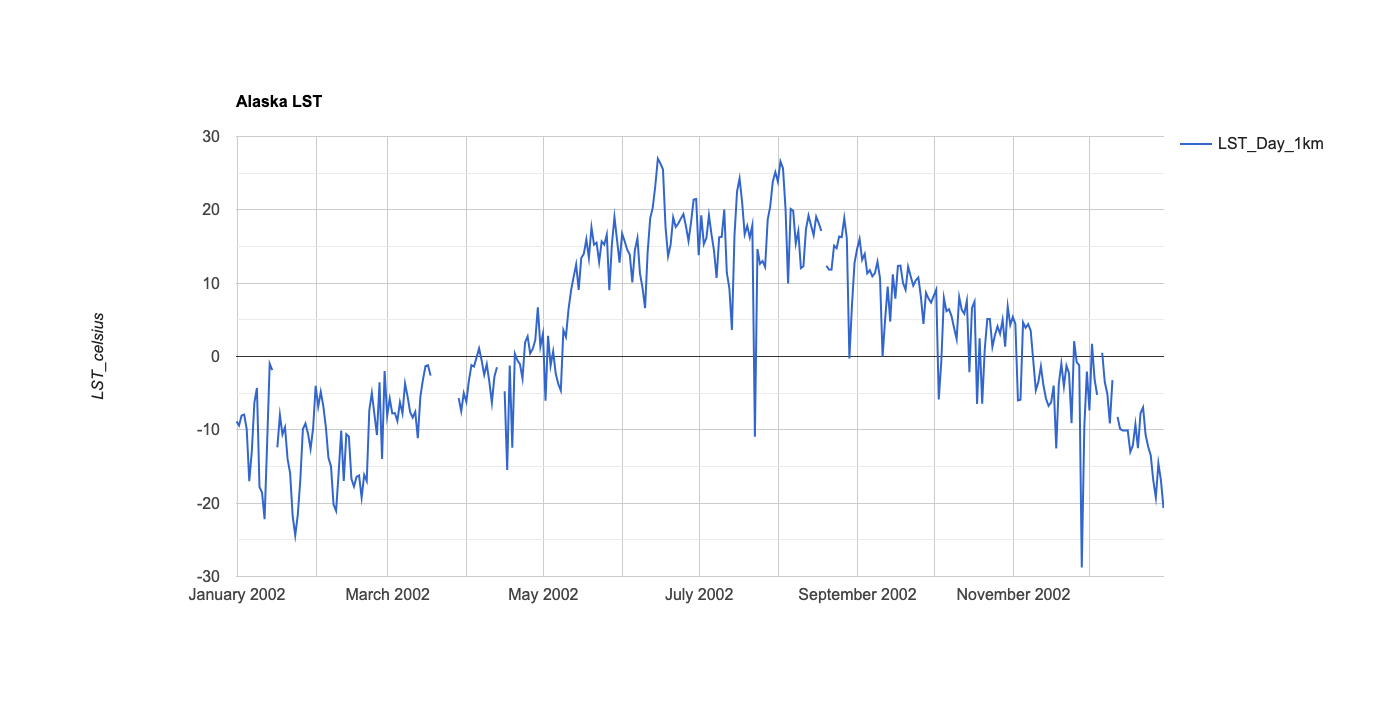 Alaska LST
LST_Day_1km
LST_celsius
30
20
10
0
-10
-20
-30
January 2002
March 2002
May 2002
July 2002
September 2002
November 2002